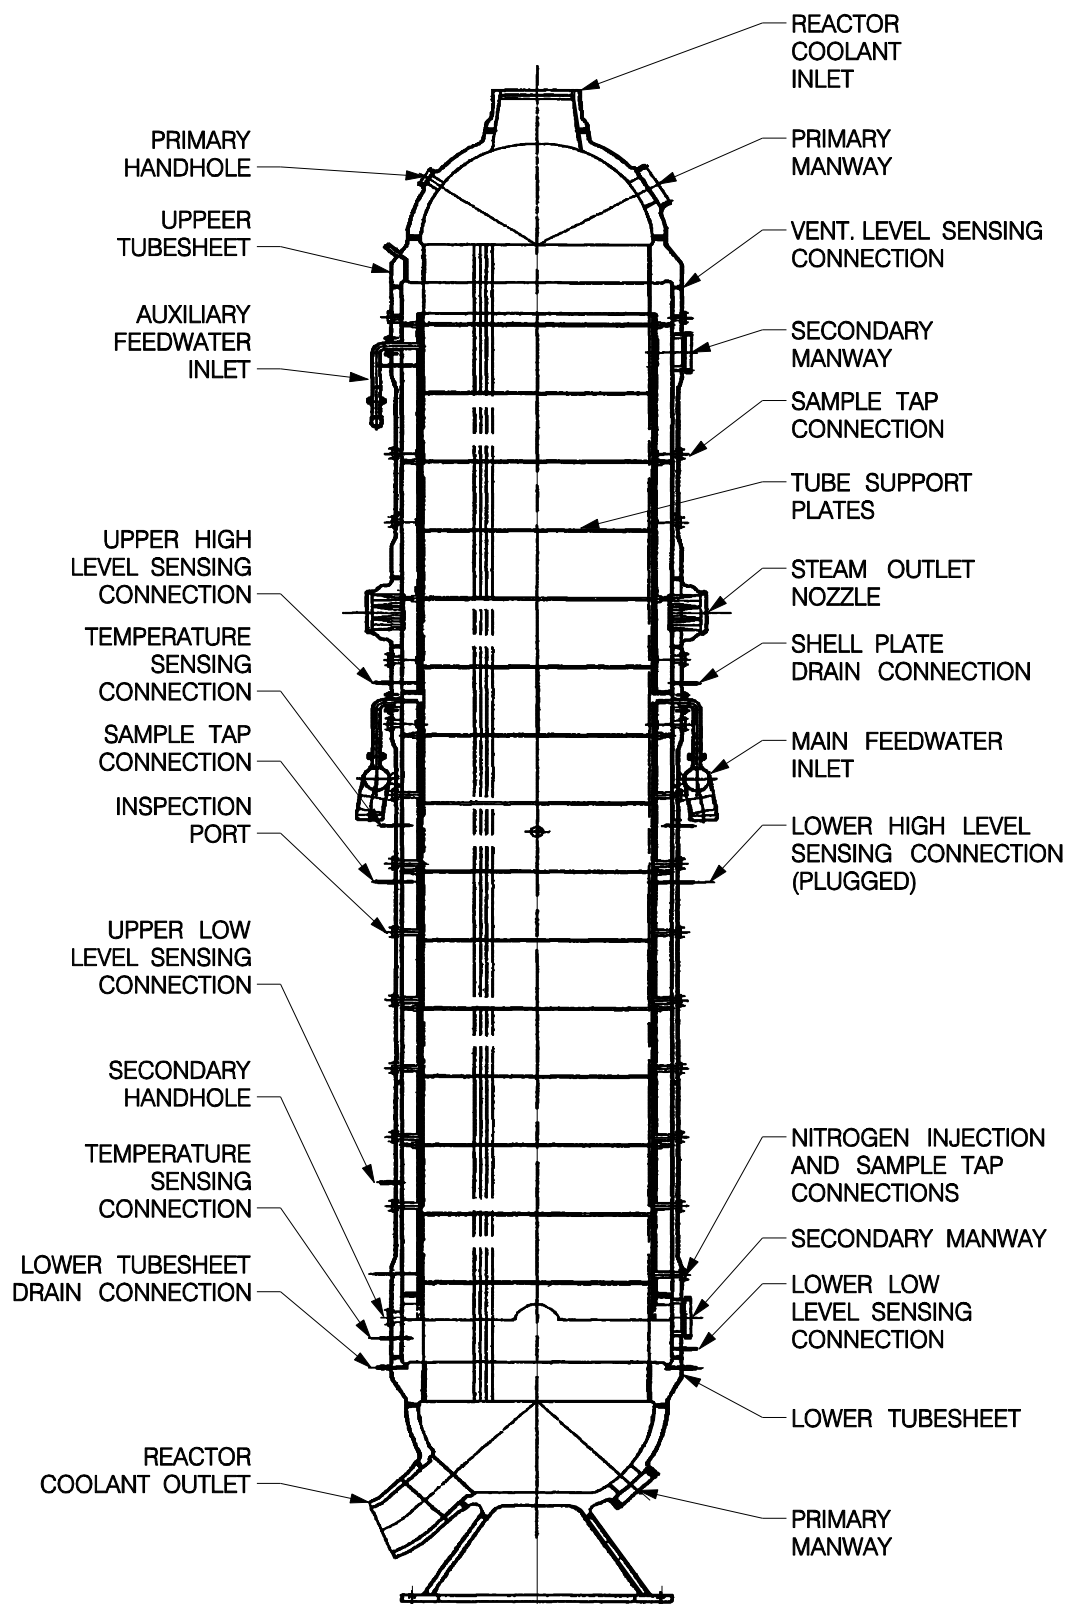 REACTOR
COOLANT
INLET
PRIMARY
HANDHOLE
PRIMARY
MANWAY
UPPEER
TUBESHEET
VENT. LEVEL SENSING
CONNECTION
AUXILIARY
FEEDWATER
INLET
SECONDARY
MANWAY
SAMPLE TAP
CONNECTION
TUBE SUPPORT
PLATES
UPPER HIGH
LEVEL SENSING
CONNECTION
STEAM OUTLET
NOZZLE
TEMPERATURE
SENSING
CONNECTION
SHELL PLATE
DRAIN CONNECTION
SAMPLE TAP
CONNECTION
MAIN FEEDWATER
INLET
INSPECTION
PORT
LOWER HIGH LEVEL
SENSING CONNECTION
(PLUGGED)
UPPER LOW
LEVEL SENSING
CONNECTION
SECONDARY
HANDHOLE
NITROGEN INJECTION
AND SAMPLE TAP
CONNECTIONS
TEMPERATURE
SENSING
CONNECTION
SECONDARY MANWAY
LOWER TUBESHEET
DRAIN CONNECTION
LOWER LOW
LEVEL SENSING
CONNECTION
LOWER TUBESHEET
REACTOR
COOLANT OUTLET
PRIMARY
MANWAY